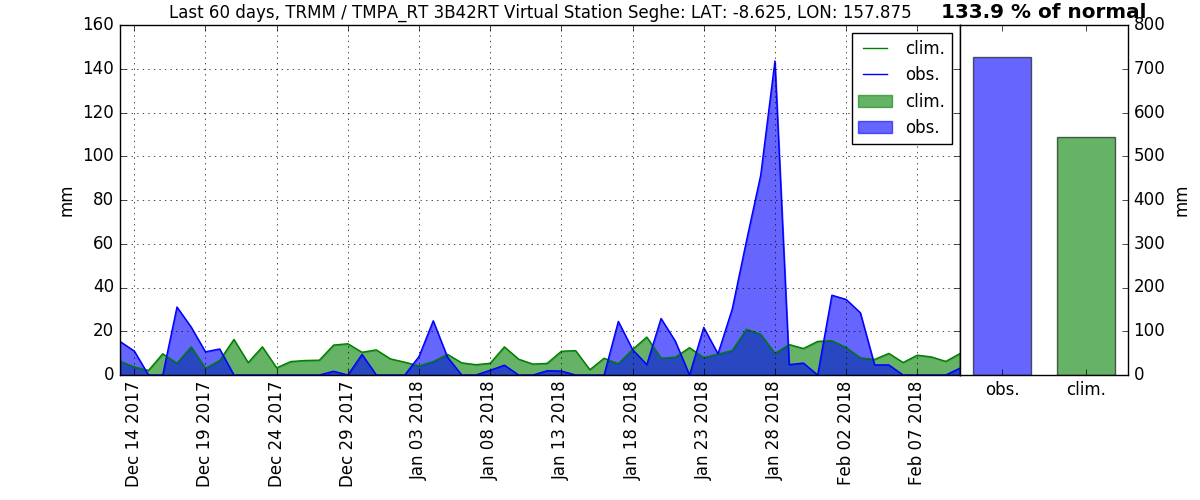 Last 60 days, TRMM / TMPA_RT 3B42RT Virtual Station Seghe: LAT: -8.625, LON: 157.875
133.9 % of normal
160
140
120
100
80
60
40
20
0
mm
clim.
obs.
clim.
obs.
800
700
600
500
400
300
200
100
0
mm
Dec 14 2017
Dec 19 2017
Dec 24 2017
Dec 29 2017
Jan 03 2018
Jan 08 2018
Jan 13 2018
Jan 18 2018
Jan 23 2018
Jan 28 2018
Feb 02 2018
Feb 07 2018
obs.
clim.